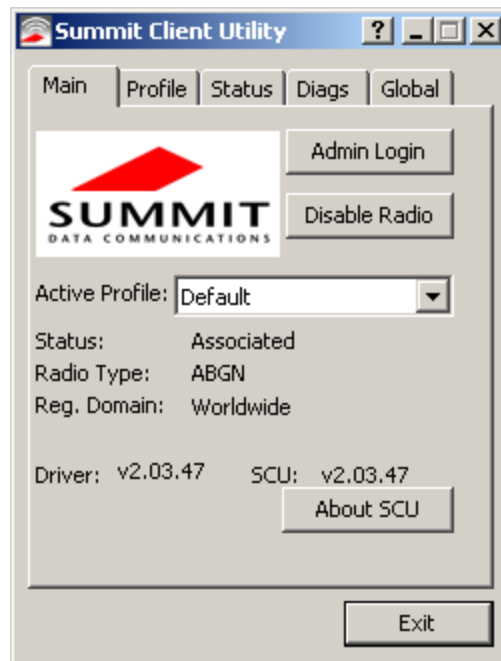 Summit Client Utility
Main Profile Status Diags Global
SUMMIT
DATA COMMUNICATIONS
Admin Login
Disable Radio
Active Profile: Default
Status: Associated
Radio Type: ABGN
Reg. Domain: Worldwide
Driver: v2.03.47 SCU: v2.03.47
About SCU
Exit